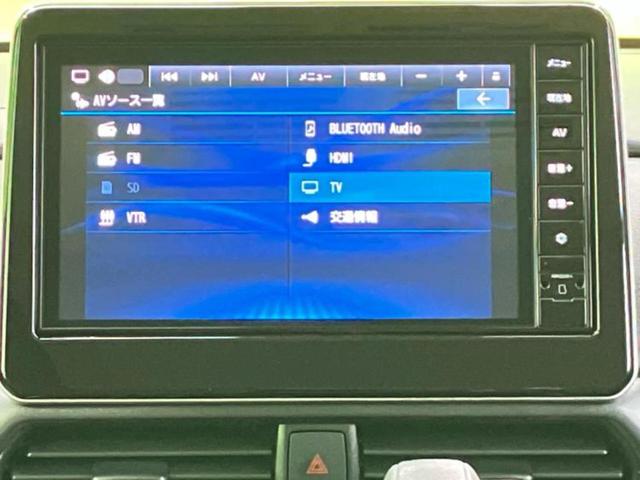 AV メニュー 現在地 − +
AVソース一覧
AM
FM
SD
VTR
BLUETOOTH Audio
HDMI
TV
交通情報
メニュー
現在地
AV
音量+
音量−